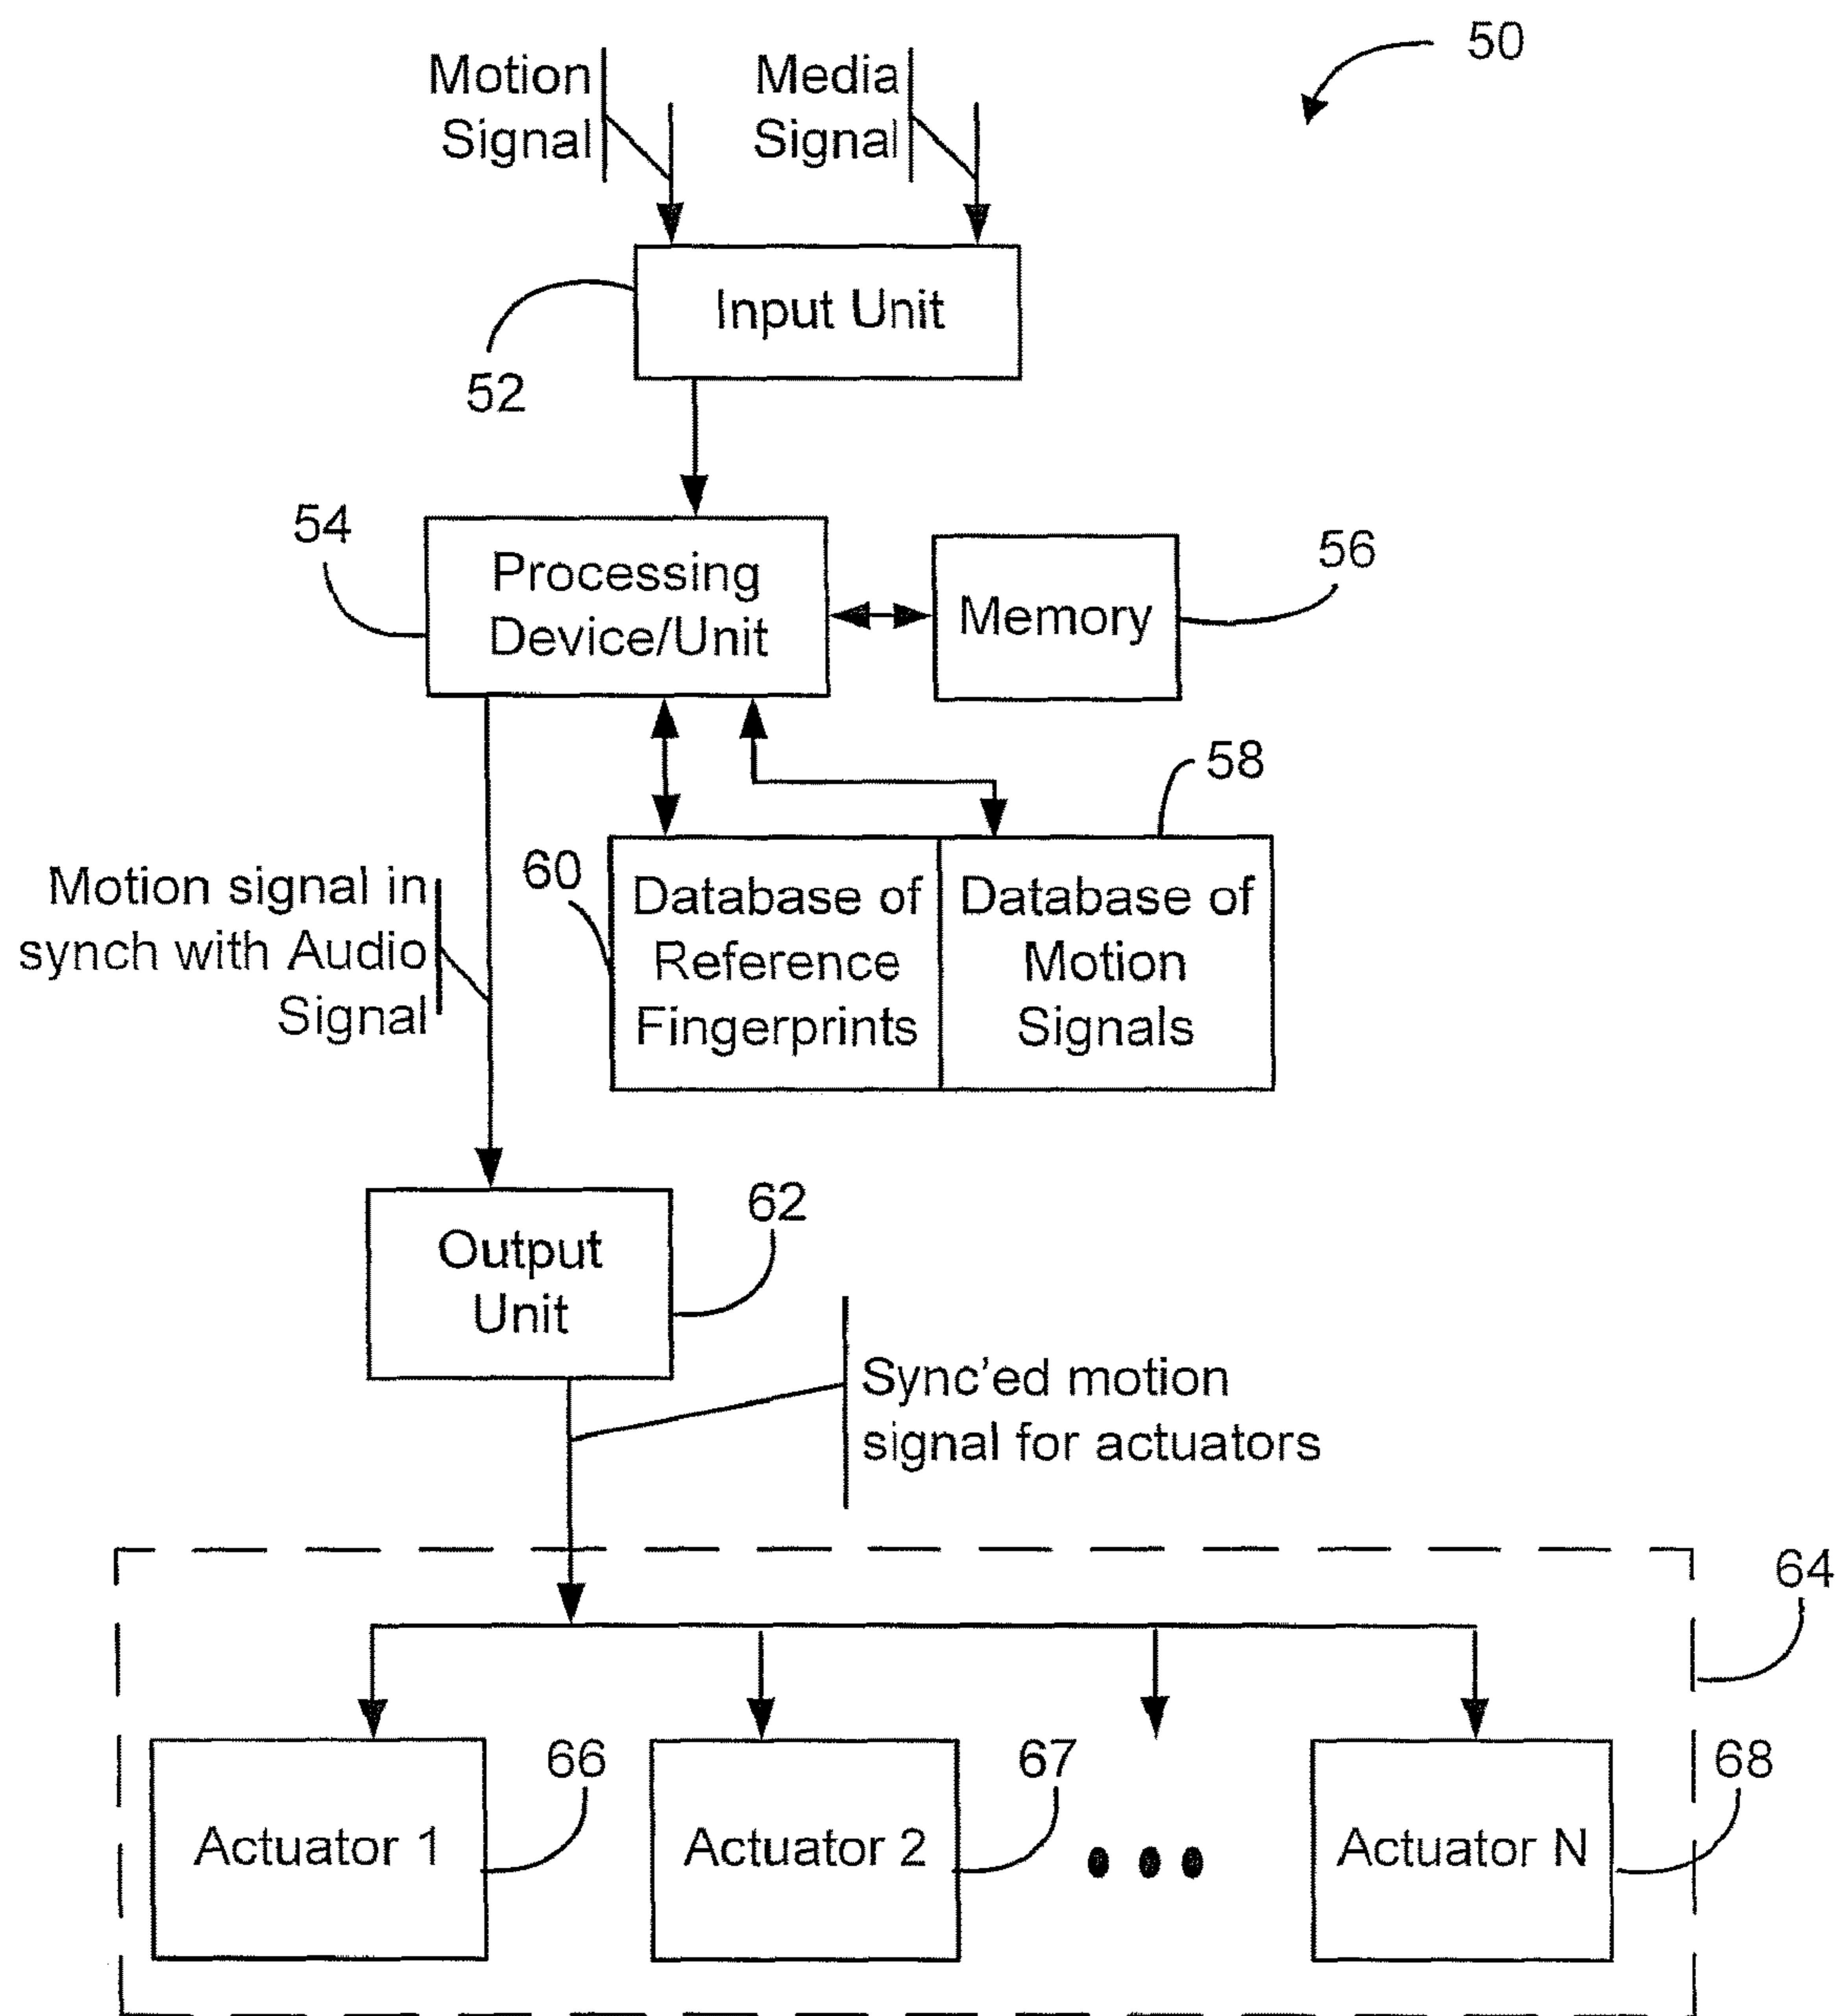 50
Motion
Signal
Media
Signal
Input Unit
52
54
Processing
Device/Unit
Memory
56
58
60
Database of
Reference
Fingerprints
Database of
Motion
Signals
Motion signal in
synch with Audio
Signal
Output
Unit
62
Sync'ed motion
signal for actuators
64
Actuator 1
66
Actuator 2
67
Actuator N
68